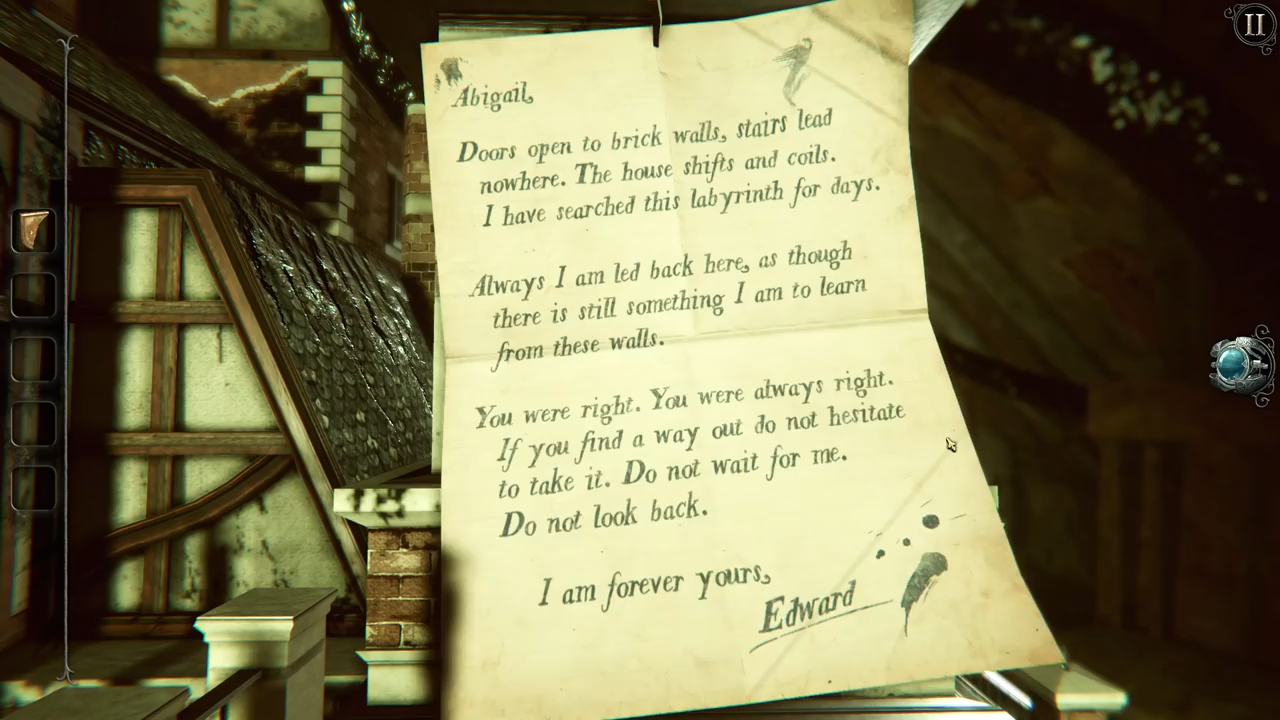 II
Abigail,
Doors open to brick walls, stairs lead
nowhere. The house shifts and coils.
I have searched this labyrinth for days.
Always I am led back here, as though
there is still something I am to learn
from these walls.
You were right. You were always right.
If you find a way out do not hesitate
to take it. Do not wait for me.
Do not look back.
I am forever yours,
Edward